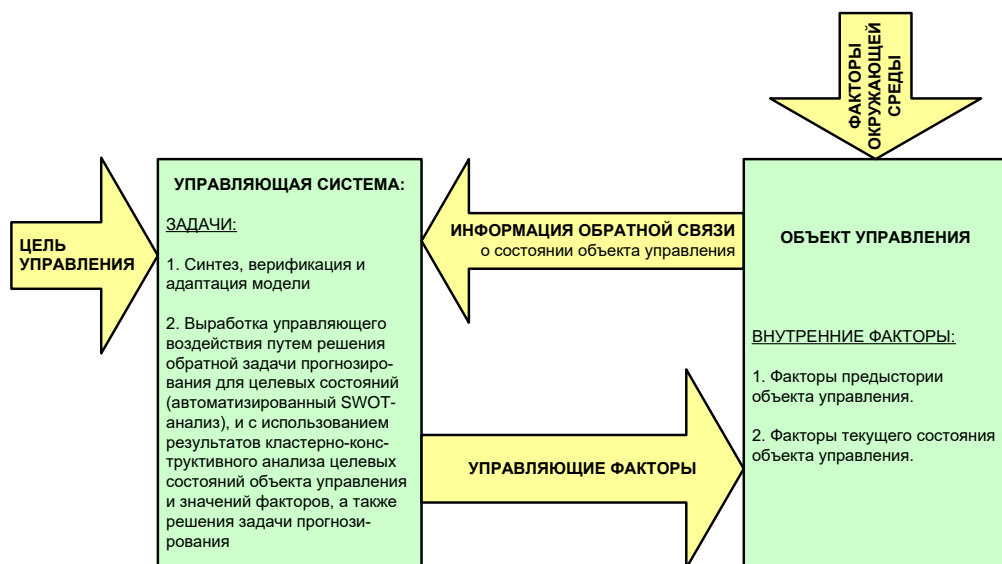 ФАКТОРЫ
ОКРУЖАЮЩЕЙ
СРЕДЫ
ЦЕЛЬ
УПРАВЛЕНИЯ
УПРАВЛЯЮЩАЯ СИСТЕМА:
ЗАДАЧИ:
1. Синтез, верификация и
адаптация модели
2. Выработка управляющего
воздействия путем решения
обратной задачи прогнозиро-
вания для целевых состояний
(автоматизированный SWOT-
анализ), и с использованием
результатов кластерно-конс-
труктивного анализа целевых
состояний объекта управления
и значений факторов, а также
решения задачи прогнози-
рования
ИНФОРМАЦИЯ ОБРАТНОЙ СВЯЗИ
о состоянии объекта управления
УПРАВЛЯЮЩИЕ ФАКТОРЫ
ОБЪЕКТ УПРАВЛЕНИЯ
ВНУТРЕННИЕ ФАКТОРЫ:
1. Факторы предыстории
объекта управления.
2. Факторы текущего состояния
объекта управления.